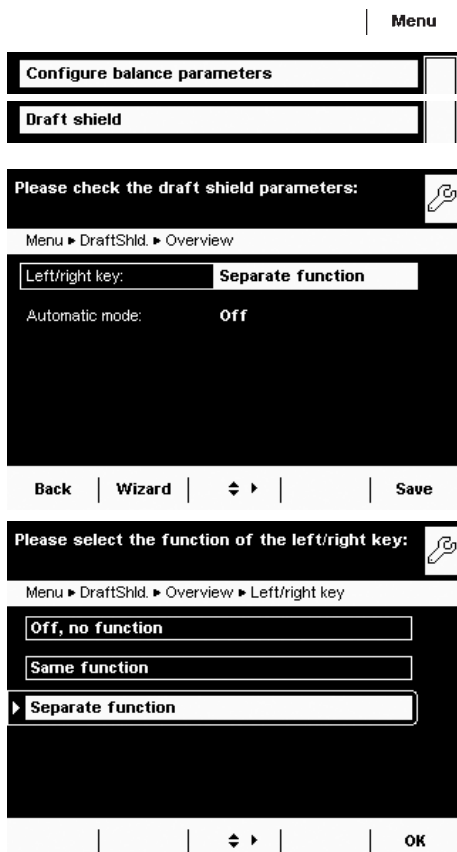 Menu
Configure balance parameters
Draft shield
Please check the draft shield parameters:
Menu ▸ DraftShld. ▸ Overview
Left/right key: Separate function
Automatic mode: Off
Back Wizard Save
Please select the function of the left/right key:
Menu ▸ DraftShld. ▸ Overview ▸ Left/right key
Off, no function
Same function
Separate function
OK